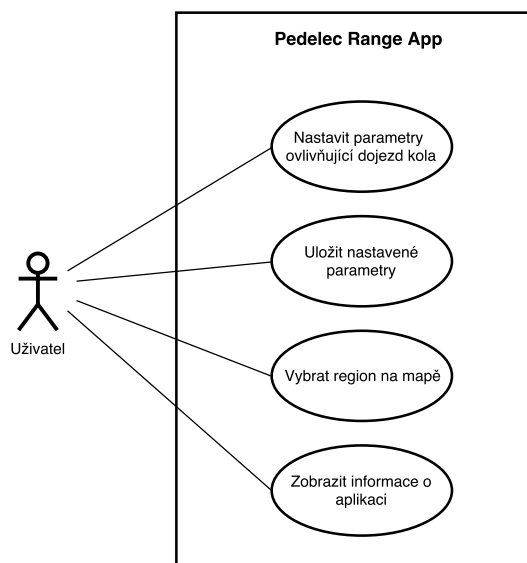 Pedelec Range App
Nastavit parametry
ovlivňující dojezd kola
Uložit nastavené
parametry
Uživatel
Vybrat region na mapě
Zobrazit informace o
aplikaci